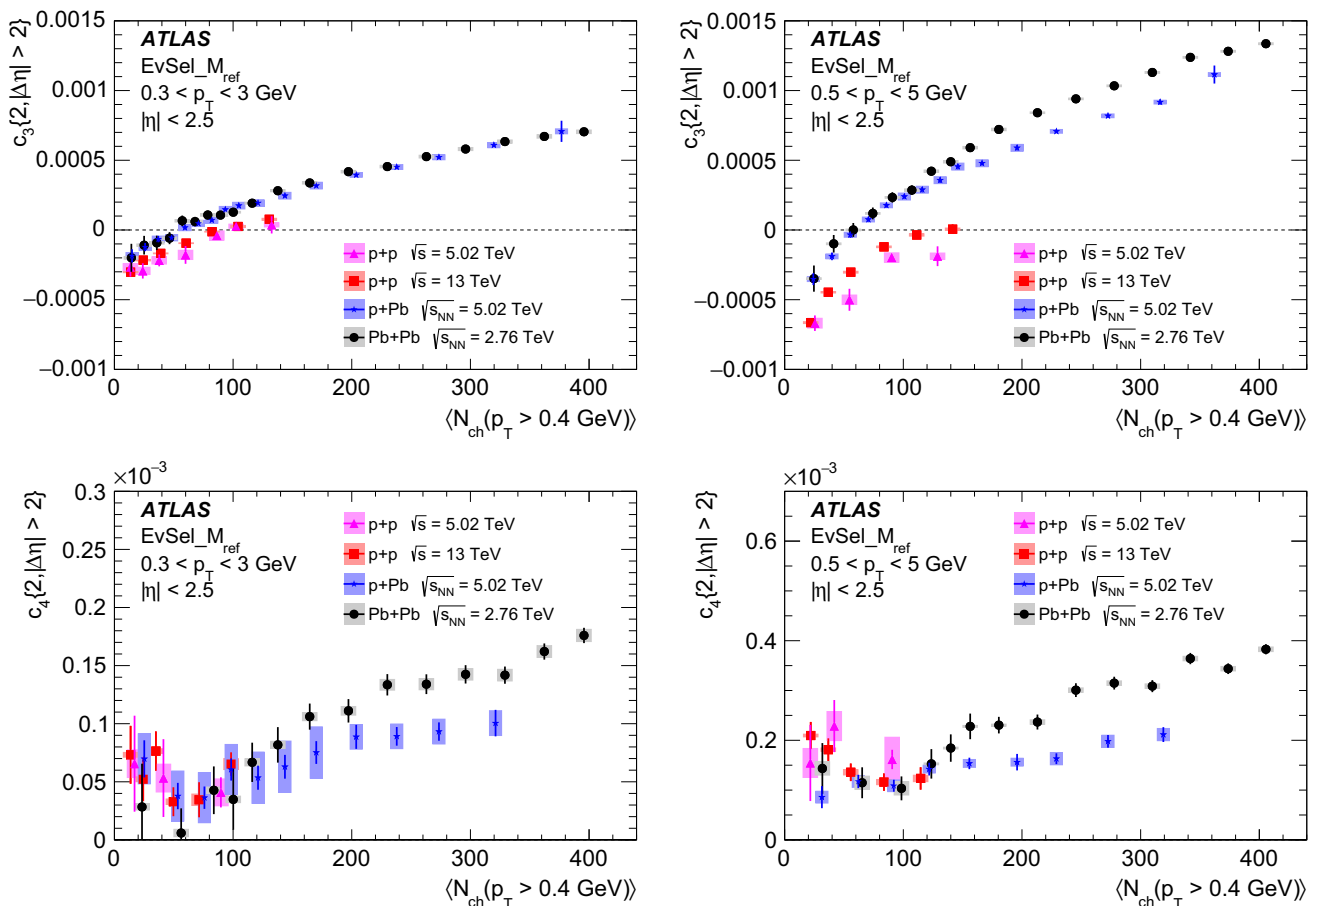 0.0015
0.001
0.0005
0
−0.0005
−0.001
c₃{2,|Δη| > 2}
ATLAS
EvSel_M_ref
0.3 < p_T < 3 GeV
|η| < 2.5
p+p √s = 5.02 TeV
p+p √s = 13 TeV
p+Pb √s_NN = 5.02 TeV
Pb+Pb √s_NN = 2.76 TeV
0 100 200 300 400
⟨N_ch(p_T > 0.4 GeV)⟩
0.0015
0.001
0.0005
0
−0.0005
−0.001
c₃{2,|Δη| > 2}
ATLAS
EvSel_M_ref
0.5 < p_T < 5 GeV
|η| < 2.5
p+p √s = 5.02 TeV
p+p √s = 13 TeV
p+Pb √s_NN = 5.02 TeV
Pb+Pb √s_NN = 2.76 TeV
0 100 200 300 400
⟨N_ch(p_T > 0.4 GeV)⟩
×10⁻³
0.3
0.25
0.2
0.15
0.1
0.05
0
c₄{2,|Δη| > 2}
ATLAS
EvSel_M_ref
0.3 < p_T < 3 GeV
|η| < 2.5
p+p √s = 5.02 TeV
p+p √s = 13 TeV
p+Pb √s_NN = 5.02 TeV
Pb+Pb √s_NN = 2.76 TeV
0 100 200 300 400
⟨N_ch(p_T > 0.4 GeV)⟩
×10⁻³
0.6
0.4
0.2
0
c₄{2,|Δη| > 2}
ATLAS
EvSel_M_ref
0.5 < p_T < 5 GeV
|η| < 2.5
p+p √s = 5.02 TeV
p+p √s = 13 TeV
p+Pb √s_NN = 5.02 TeV
Pb+Pb √s_NN = 2.76 TeV
0 100 200 300 400
⟨N_ch(p_T > 0.4 GeV)⟩